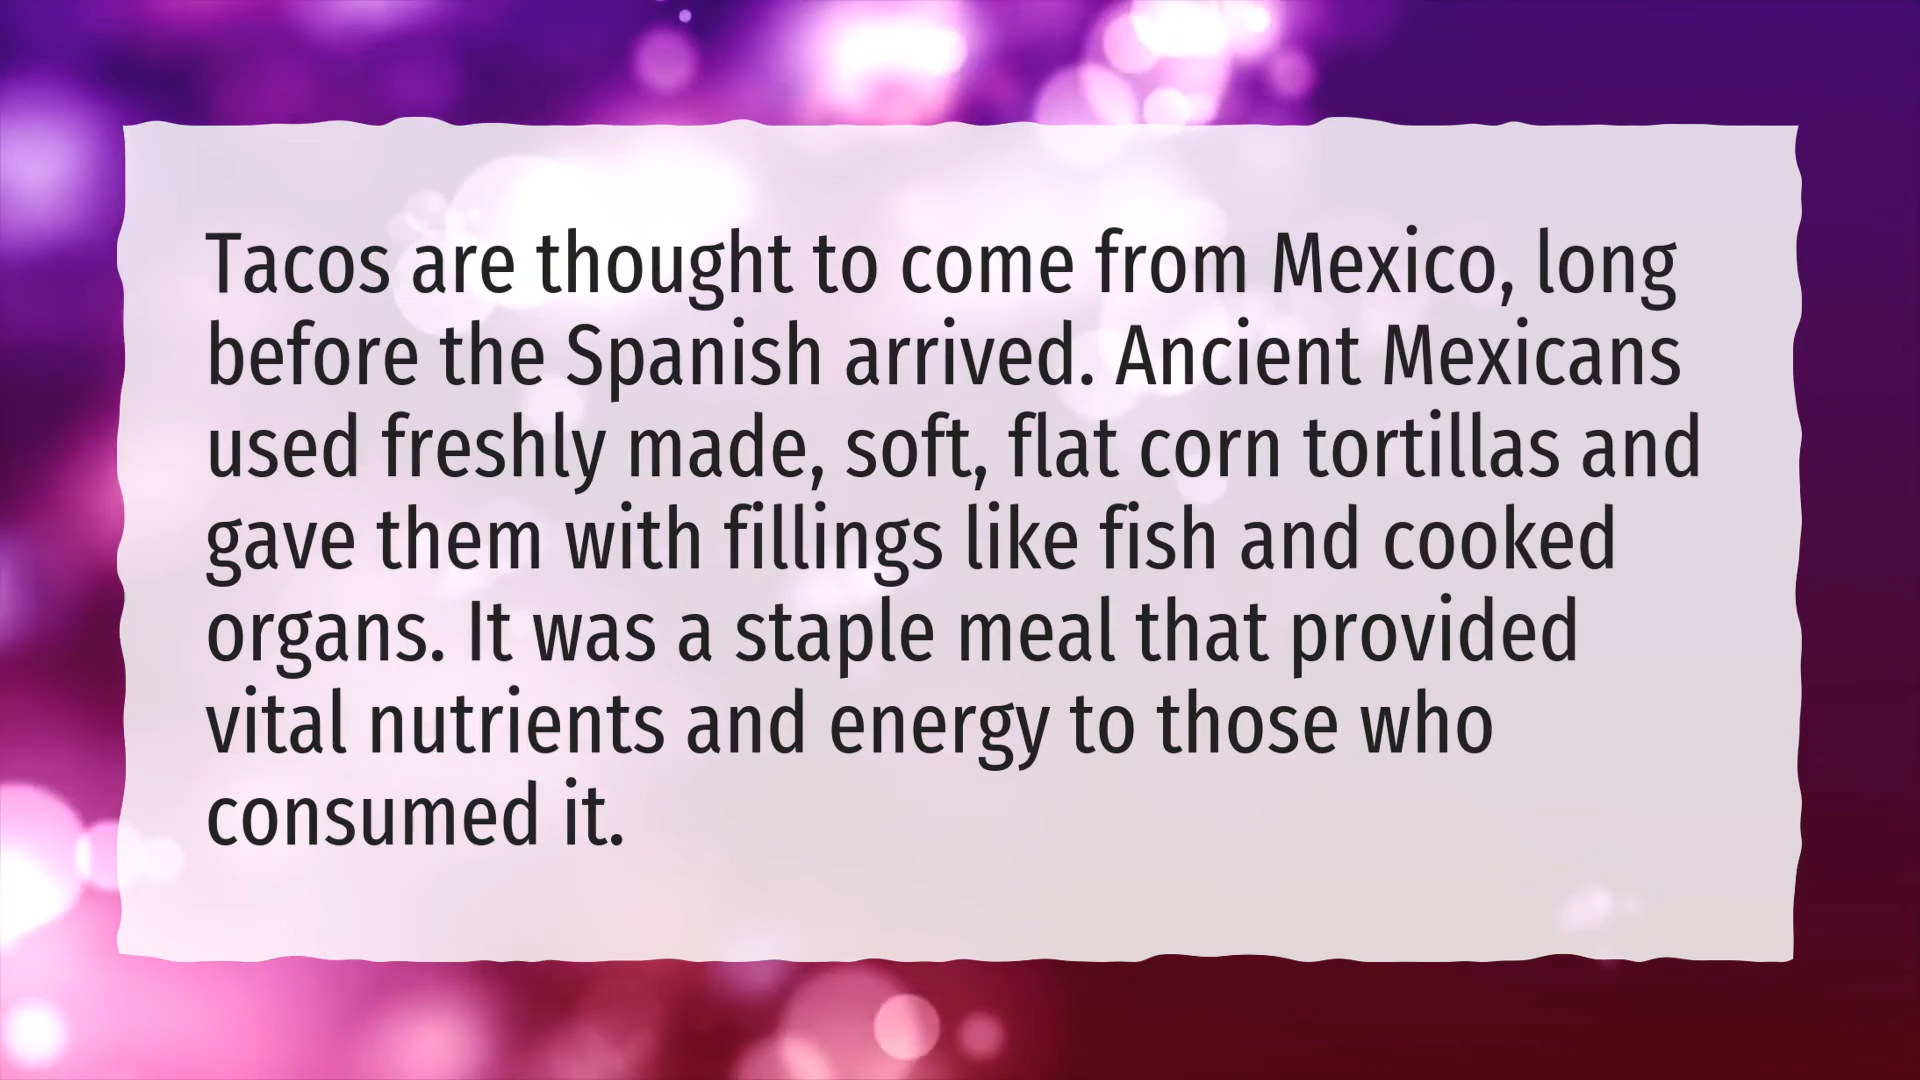 Tacos are thought to come from Mexico, long
before the Spanish arrived. Ancient Mexicans
used freshly made, soft, flat corn tortillas and
gave them with fillings like fish and cooked
organs. It was a staple meal that provided
vital nutrients and energy to those who
consumed it.